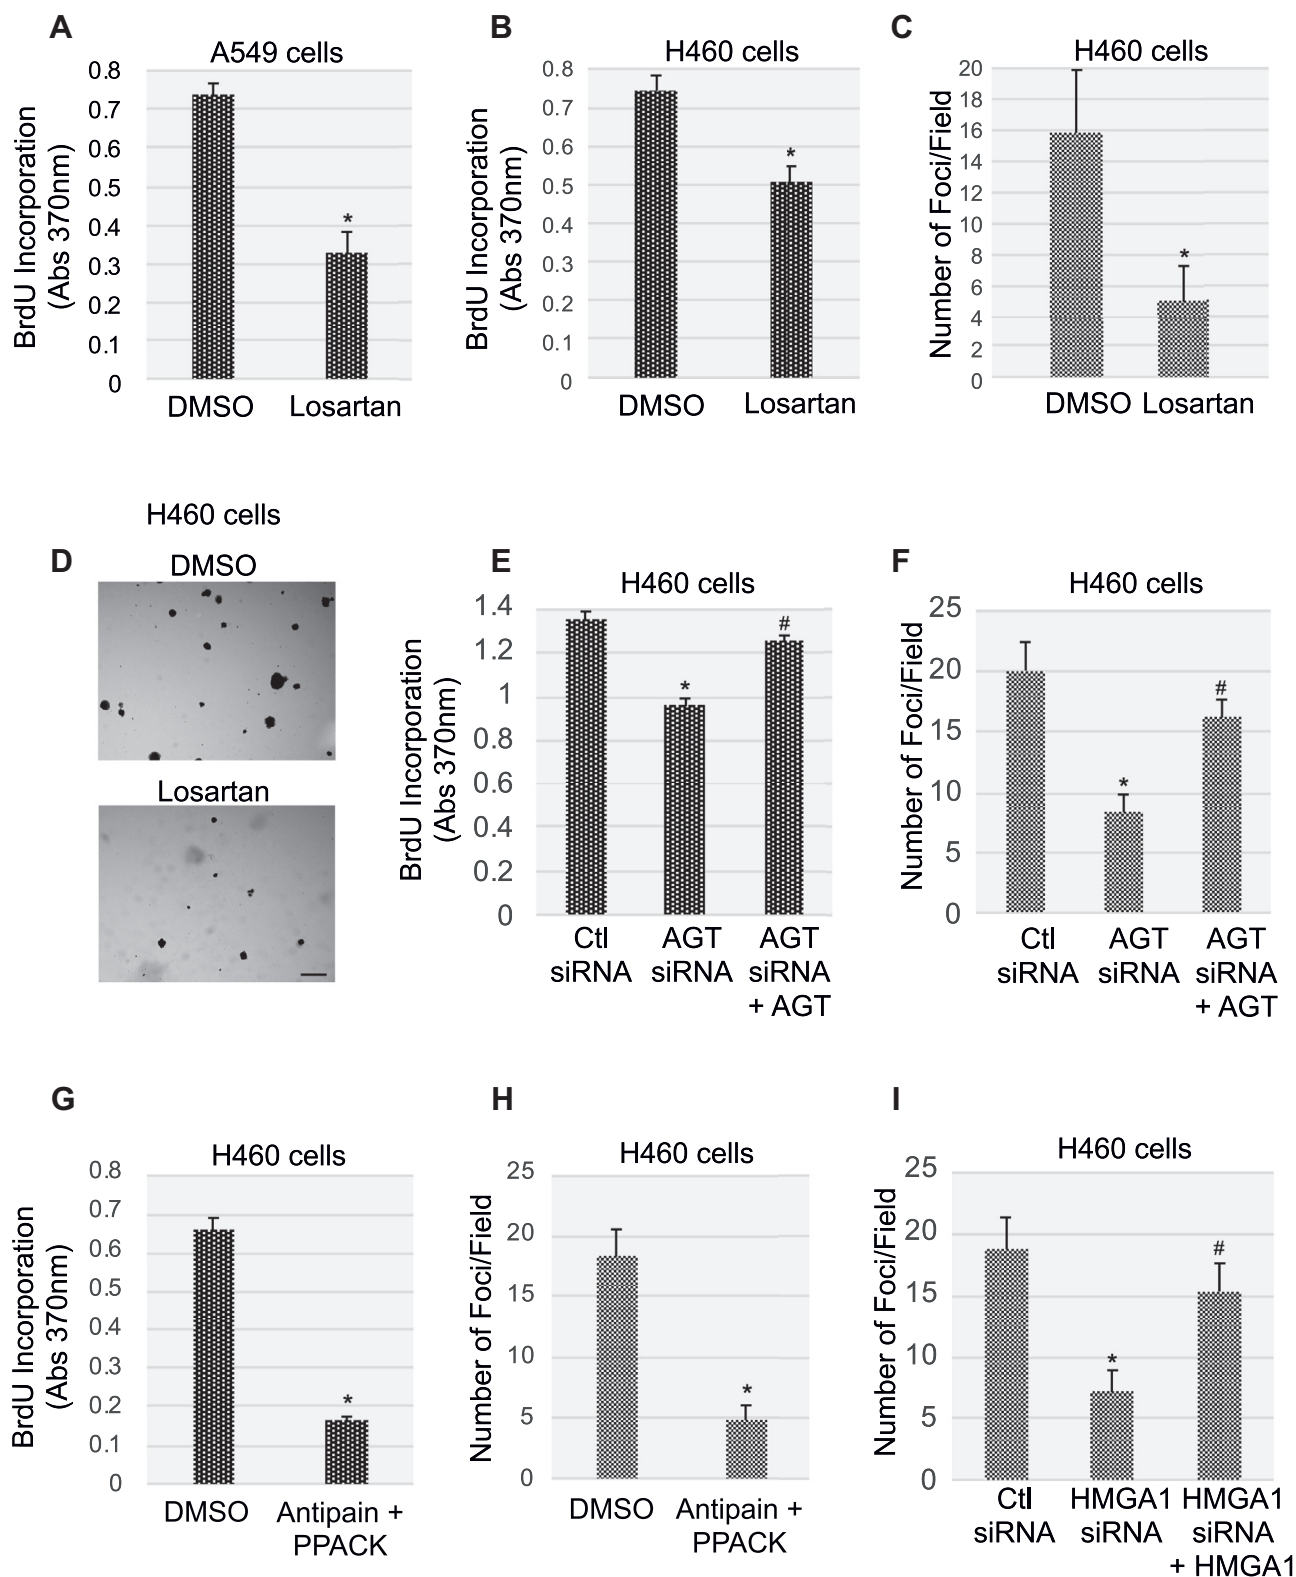 A
A549 cells
BrdU Incorporation
(Abs 370nm)
0.8
0.7
0.6
0.5
0.4
0.3
0.2
0.1
0
*
DMSO Losartan
B
H460 cells
BrdU Incorporation
(Abs 370nm)
0.8
0.7
0.6
0.5
0.4
0.3
0.2
0.1
0
*
DMSO Losartan
C
H460 cells
Number of Foci/Field
20
18
16
14
12
10
8
6
4
2
0
*
DMSO Losartan
H460 cells
D
DMSO
Losartan
E
H460 cells
BrdU Incorporation
(Abs 370nm)
1.4
1.2
1
0.8
0.6
0.4
0.2
0
*
#
Ctl AGT AGT
siRNA siRNA siRNA
+ AGT
F
H460 cells
Number of Foci/Field
25
20
15
10
5
0
*
#
Ctl AGT AGT
siRNA siRNA siRNA
+ AGT
G
H460 cells
BrdU Incorporation
(Abs 370nm)
0.8
0.7
0.6
0.5
0.4
0.3
0.2
0.1
0
*
DMSO Antipain +
PPACK
H
H460 cells
Number of Foci/Field
25
20
15
10
5
0
*
DMSO Antipain +
PPACK
I
H460 cells
Number of Foci/Field
25
20
15
10
5
0
*
#
Ctl HMGA1 HMGA1
siRNA siRNA siRNA
+ HMGA1